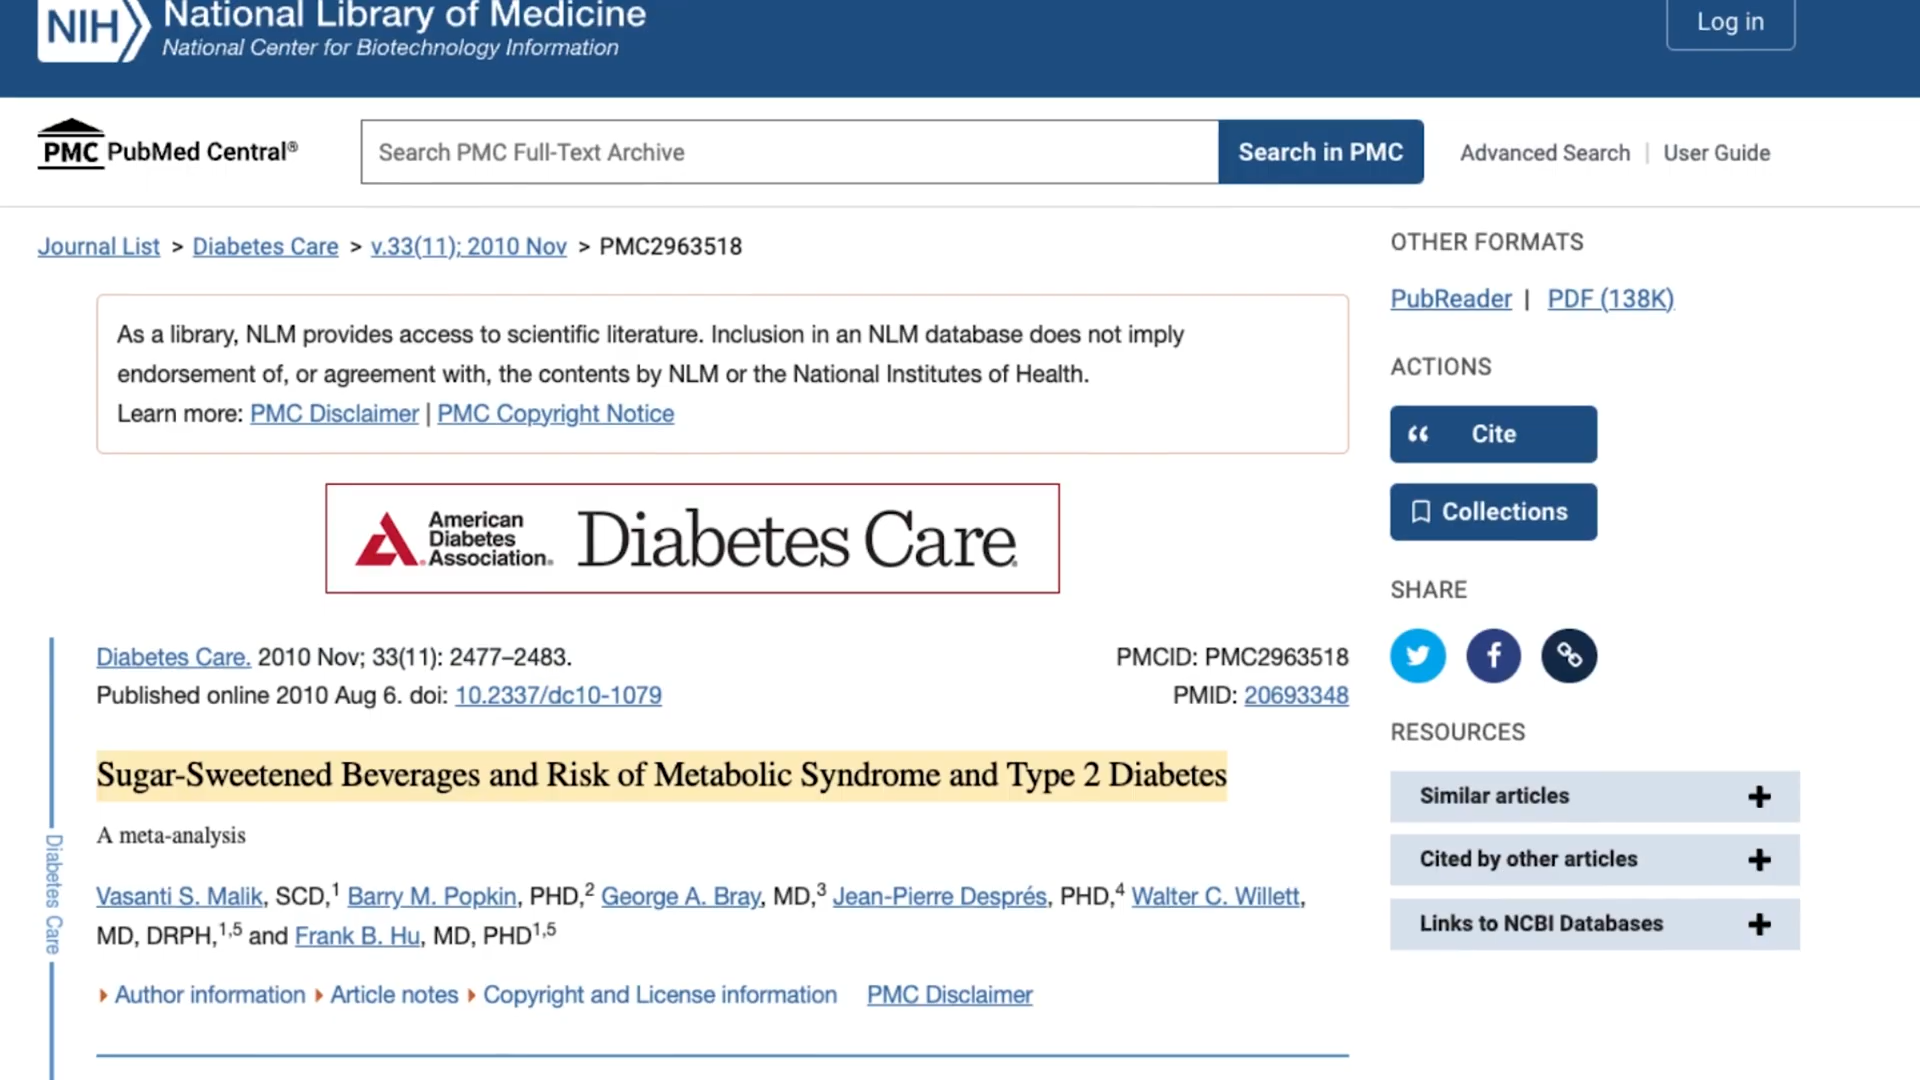 NIH National Library of Medicine
National Center for Biotechnology Information
Log in
PMC PubMed Central®
Search PMC Full-Text Archive
Search in PMC
Advanced Search | User Guide
Journal List > Diabetes Care > v.33(11); 2010 Nov > PMC2963518
As a library, NLM provides access to scientific literature. Inclusion in an NLM database does not imply
endorsement of, or agreement with, the contents by NLM or the National Institutes of Health.
Learn more: PMC Disclaimer | PMC Copyright Notice
American
Diabetes
Association®
Diabetes Care®
Diabetes Care. 2010 Nov; 33(11): 2477–2483.
Published online 2010 Aug 6. doi: 10.2337/dc10-1079
PMCID: PMC2963518
PMID: 20693348
Sugar-Sweetened Beverages and Risk of Metabolic Syndrome and Type 2 Diabetes
A meta-analysis
Vasanti S. Malik, SCD,1 Barry M. Popkin, PHD,2 George A. Bray, MD,3 Jean-Pierre Després, PHD,4 Walter C. Willett,
MD, DRPH,1,5 and Frank B. Hu, MD, PHD1,5
Author information Article notes Copyright and License information PMC Disclaimer
Diabetes Care
OTHER FORMATS
PubReader | PDF (138K)
ACTIONS
Cite
Collections
SHARE
RESOURCES
Similar articles
Cited by other articles
Links to NCBI Databases